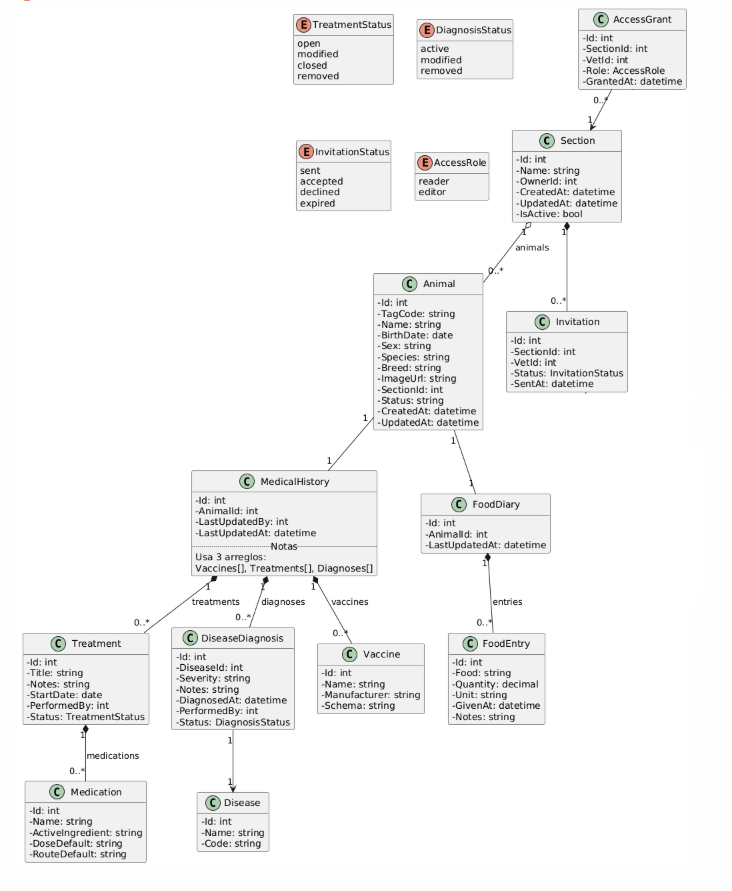 E TreatmentStatus
open
modified
closed
removed
E DiagnosisStatus
active
modified
removed
C AccessGrant
-Id: int
-SectionId: int
-VetId: int
-Role: AccessRole
-GrantedAt: datetime
0..*
1
E InvitationStatus
sent
accepted
declined
expired
E AccessRole
reader
editor
C Section
-Id: int
-Name: string
-OwnerId: int
-CreatedAt: datetime
-UpdatedAt: datetime
-IsActive: bool
1
1
animals
0..*
0..*
C Animal
-Id: int
-TagCode: string
-Name: string
-BirthDate: date
-Sex: string
-Species: string
-Breed: string
-ImageUrl: string
-SectionId: int
-Status: string
-CreatedAt: datetime
-UpdatedAt: datetime
C Invitation
-Id: int
-SectionId: int
-VetId: int
-Status: InvitationStatus
-SentAt: datetime
1
1
1
1
C MedicalHistory
-Id: int
-AnimalId: int
-LastUpdatedBy: int
-LastUpdatedAt: datetime
Notas
Usa 3 arreglos:
Vaccines[], Treatments[], Diagnoses[]
C FoodDiary
-Id: int
-AnimalId: int
-LastUpdatedAt: datetime
1
1
1
1
treatments
diagnoses
vaccines
entries
0..*
0..*
0..*
0..*
C Treatment
-Id: int
-Title: string
-Notes: string
-StartDate: date
-PerformedBy: int
-Status: TreatmentStatus
C DiseaseDiagnosis
-Id: int
-DiseaseId: int
-Severity: string
-Notes: string
-DiagnosedAt: datetime
-PerformedBy: int
-Status: DiagnosisStatus
C Vaccine
-Id: int
-Name: string
-Manufacturer: string
-Schema: string
C FoodEntry
-Id: int
-Food: string
-Quantity: decimal
-Unit: string
-GivenAt: datetime
-Notes: string
1
medications
0..*
1
1
C Medication
-Id: int
-Name: string
-ActiveIngredient: string
-DoseDefault: string
-RouteDefault: string
C Disease
-Id: int
-Name: string
-Code: string